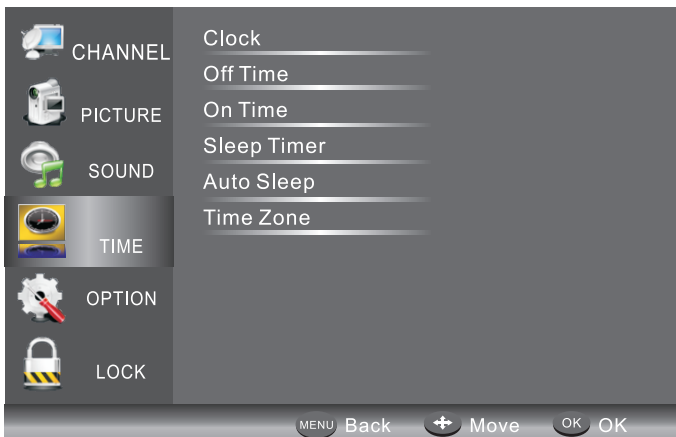 CHANNEL
PICTURE
SOUND
TIME
OPTION
LOCK
Clock
Off Time
On Time
Sleep Timer
Auto Sleep
Time Zone
MENU Back Move OK OK